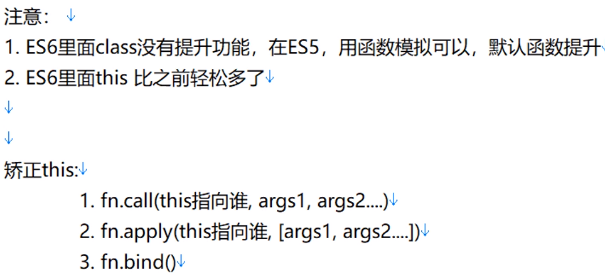 注意：
1. ES6里面class没有提升功能，在ES5，用函数模拟可以，默认函数提升
2. ES6里面this 比之前轻松多了
矫正this:
1. fn.call(this指向谁, args1, args2....)
2. fn.apply(this指向谁, [args1, args2....])
3. fn.bind()